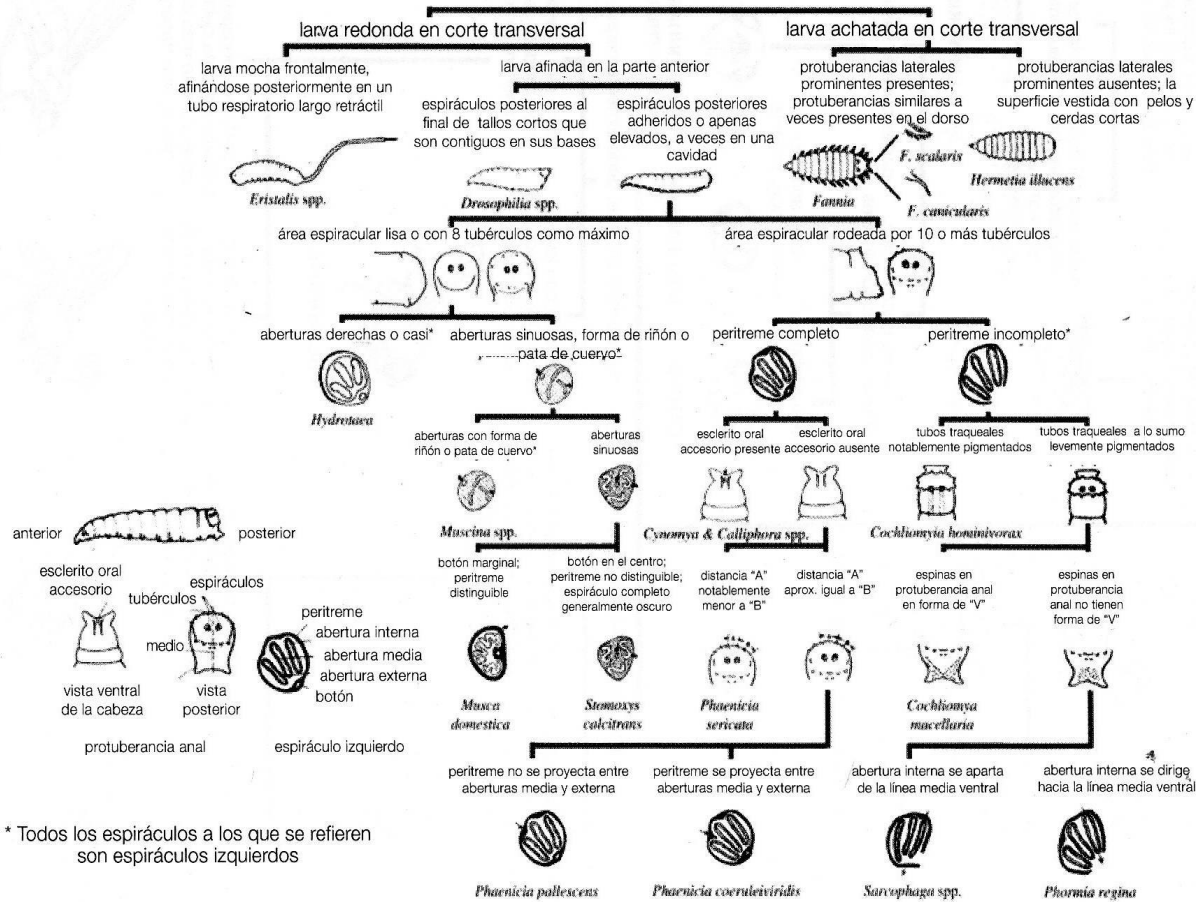 larva redonda en corte transversal
larva achatada en corte transversal
larva mocha frontalmente,
afinándose posteriormente en un
tubo respiratorio largo retráctil
larva afinada en la parte anterior
protuberancias laterales
prominentes presentes;
protuberancias similares a
veces presentes en el dorso
protuberancias laterales
prominentes ausentes; la
superficie vestida con pelos y
cerdas cortas
espiráculos posteriores al
final de tallos cortos que
son contiguos en sus bases
espiráculos posteriores
adheridos o apenas
elevados, a veces en una
cavidad
Eristalis spp.
Drosophilia spp.
Fannia
F. scalaris
F. canicularis
Hermetia illucens
área espiracular lisa o con 8 tubérculos como máximo
área espiracular rodeada por 10 o más tubérculos
aberturas derechas o casi*
aberturas sinuosas, forma de riñón o
pata de cuervo*
peritreme completo
peritreme incompleto*
Hydrotaea
aberturas con forma de
riñón o pata de cuervo*
aberturas
sinuosas
esclerito oral
accesorio presente
esclerito oral
accesorio ausente
tubos traqueales
notablemente pigmentados
tubos traqueales a lo sumo
levemente pigmentados
Muscina spp.
Cynomya & Calliphora spp.
Cochliomyia hominivorax
botón marginal;
peritreme
distinguible
botón en el centro;
peritreme no distinguible;
espiráculo completo
generalmente oscuro
distancia "A"
notablemente
menor a "B"
distancia "A"
aprox. igual a "B"
espinas en
protuberancia anal
en forma de "V"
espinas en
protuberancia
anal no tienen
forma de "V"
Musca
domestica
Stomoxys
calcitrans
Phaenicia
sericata
Cochliomya
macellaria
anterior
posterior
esclerito oral
accesorio
espiráculos
tubérculos
medio
peritreme
abertura interna
abertura media
abertura externa
botón
vista ventral
de la cabeza
vista
posterior
protuberancia anal
espiráculo izquierdo
peritreme no se proyecta entre
aberturas media y externa
peritreme se proyecta entre
aberturas media y externa
abertura interna se aparta
de la línea media ventral
abertura interna se dirige
hacia la línea media ventral
Phaenicia pallescens
Phaenicia coeruleiviridis
Sarcophaga spp.
Phormia regina
* Todos los espiráculos a los que se refieren
son espiráculos izquierdos